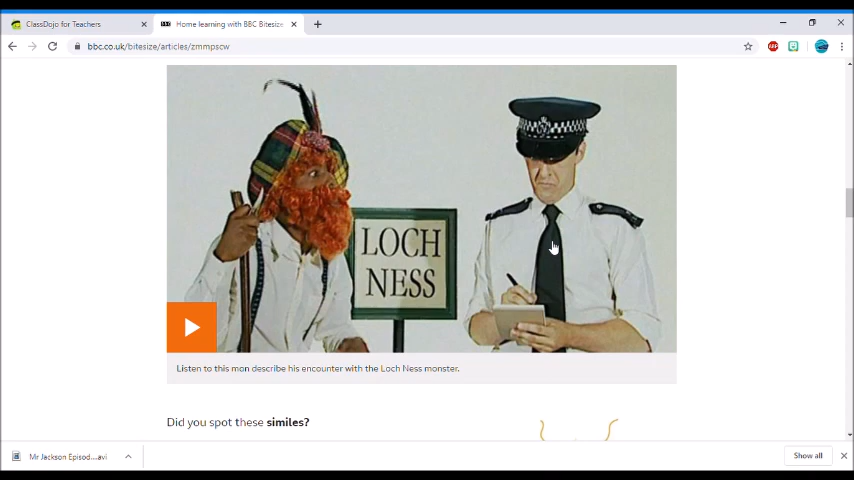 ClassDojo for Teachers
Home learning with BBC Bitesize
bbc.co.uk/bitesize/articles/zmmpscw
ABP
LOCH
NESS
Listen to this man describe his encounter with the Loch Ness monster.
Did you spot these similes?
Mr Jackson Episod....avi
Show all